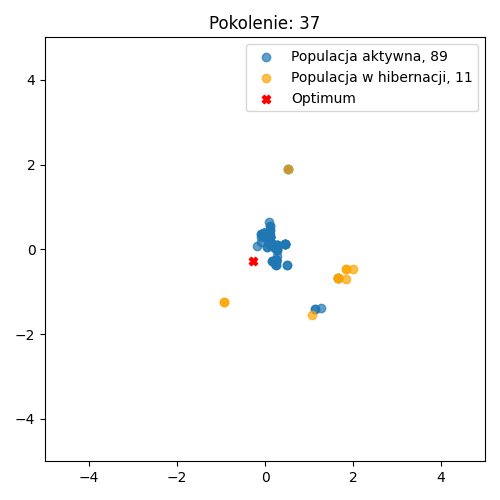 Pokolenie: 37
Populacja aktywna, 89
Populacja w hibernacji, 11
Optimum
4
2
0
−2
−4
−4 −2 0 2 4